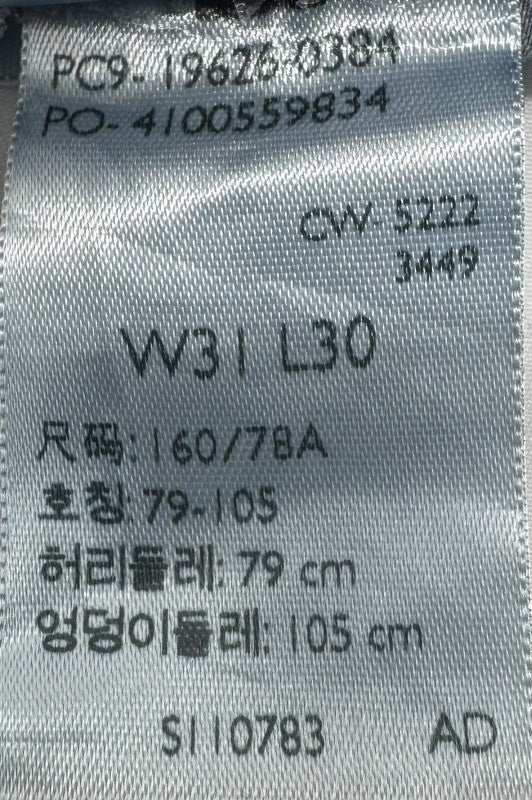 PC9-19626-0384
PO-4100559834
CW 5222
3449
W31 L30
尺码:160/78A
호칭:79-105
허리둘레: 79 cm
엉덩이둘레: 105 cm
S110783 AD